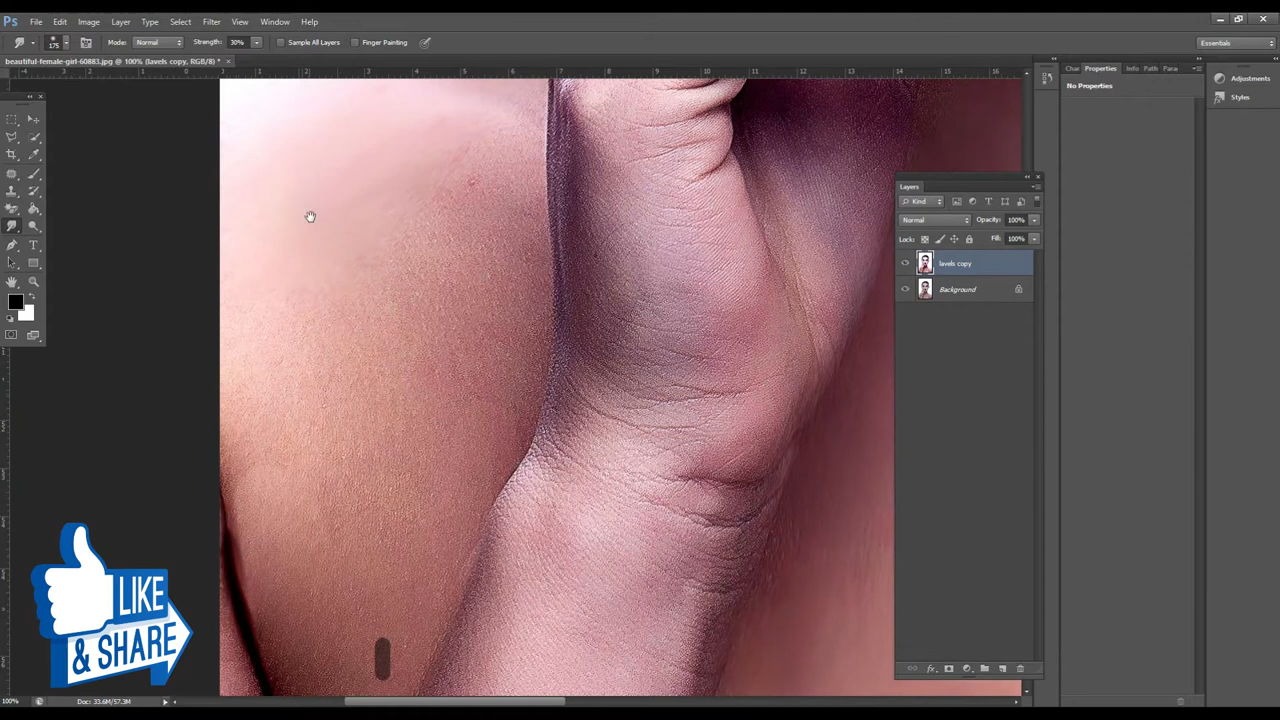 Ps File Edit Image Layer Type Select Filter View Window Help
175 Mode: Normal Strength: 30% Sample All Layers Finger Painting Essentials
beautiful-female-girl-60883.jpg @ 100% (lavels copy, RGB/8) *
Char Properties Info Path Para
No Properties
Adjustments
Styles
Layers
Kind
Normal Opacity: 100%
Lock: Fill: 100%
lavels copy
Background
LIKE
& SHARE
100% Doc: 33.6M/57.3M